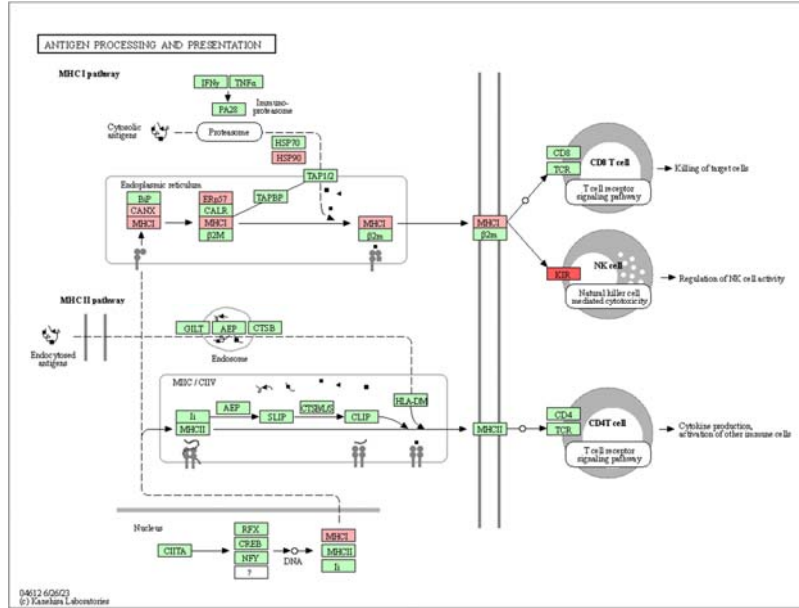 ANTIGEN PROCESSING AND PRESENTATION
MHC I pathway
IFNγ TNFα
PA28
Immuno-
proteasome
Cytosolic
antigens
Proteasome
HSP70
HSP90
TAP1/2
Endoplasmic reticulum
BiP
CANX
MHCI
ERp57
CALR
MHCI
β2M
TAPBP
MHCI
β2m
MHCI
β2m
CD8
TCR
CD8 T cell
T cell receptor
signaling pathway
Killing of target cells
KIR
NK cell
Natural killer cell
mediated cytotoxicity
Regulation of NK cell activity
MHC II pathway
Endocytosed
antigens
GILT AEP CTSB
Endosome
MIIC / CIIV
Ii
MHCII
AEP
SLIP
CTSB/L/S
CLIP
HLA-DM
MHCII
CD4
TCR
CD4 T cell
T cell receptor
signaling pathway
Cytokine production,
activation of other immune cells
Nucleus
CIITA
RFX
CREB
NFY
?
DNA
MHCI
MHCII
Ii
04612 6/26/23
(c) Kanehisa Laboratories